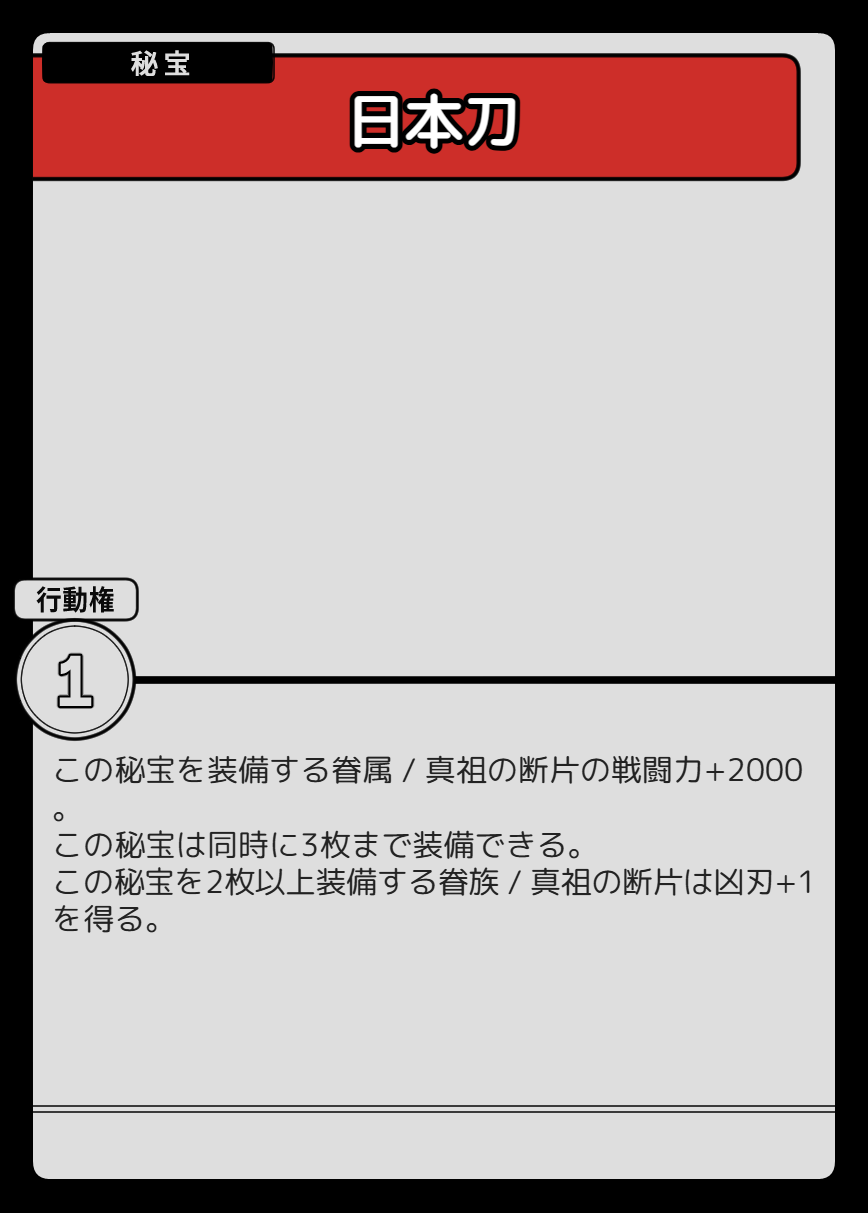 秘宝
日本刀
行動権
1
この秘宝を装備する眷属 / 真祖の断片の戦闘力+2000
。
この秘宝は同時に3枚まで装備できる。
この秘宝を2枚以上装備する眷族 / 真祖の断片は凶刃+1
を得る。